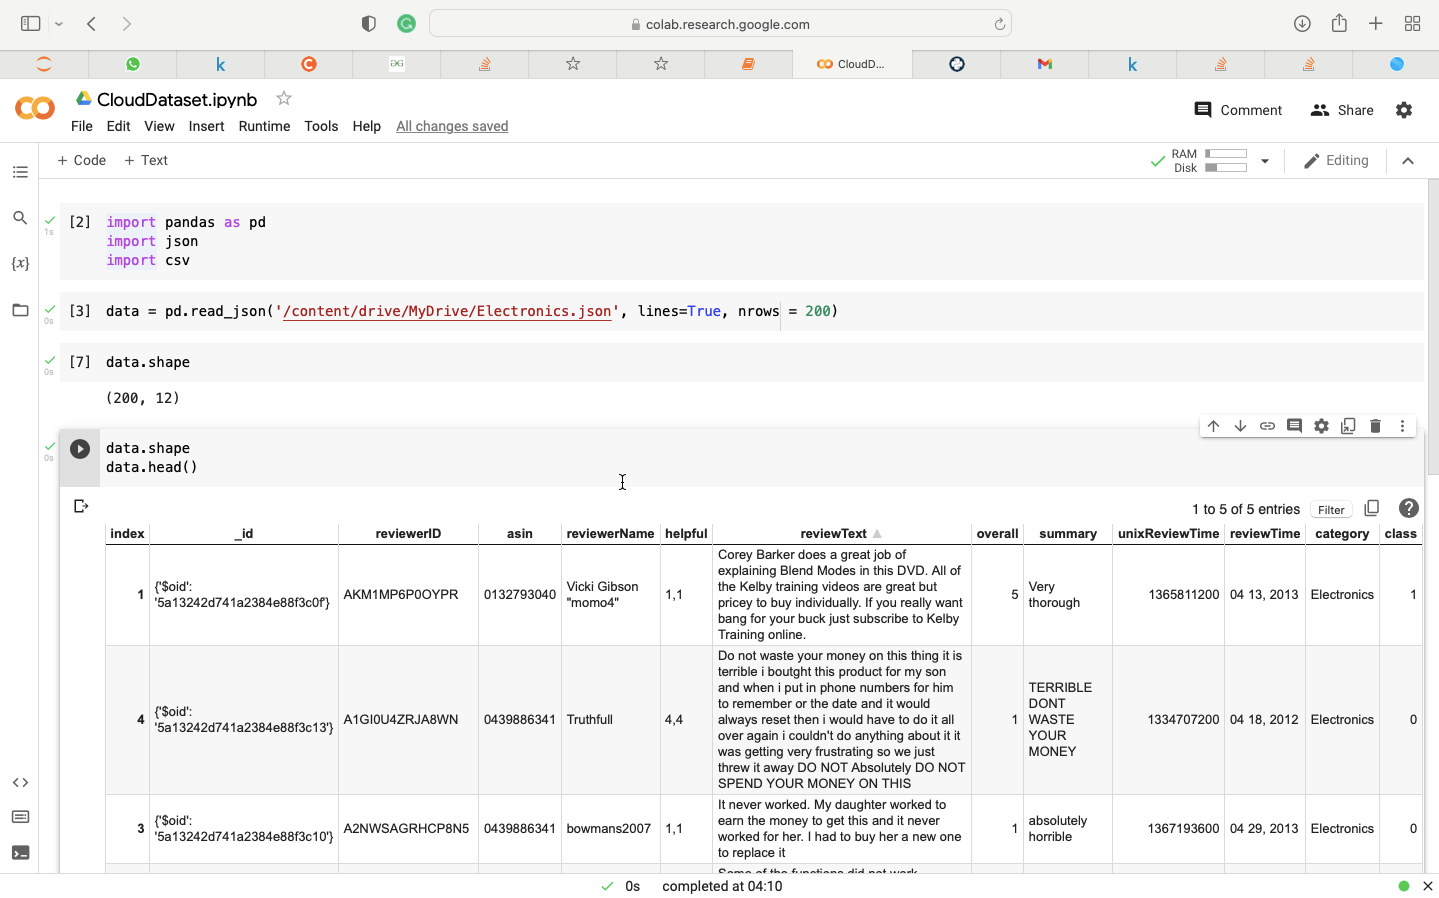 colab.research.google.com
CloudD...
CloudDataset.ipynb
Comment
Share
File Edit View Insert Runtime Tools Help All changes saved
+ Code + Text
RAM
Disk
Editing
[2] import pandas as pd
1s
import json
import csv
{x}
[3] data = pd.read_json('/content/drive/MyDrive/Electronics.json', lines=True, nrows = 200)
0s
[7] data.shape
0s
(200, 12)
data.shape
0s
data.head()
1 to 5 of 5 entries Filter
index _id reviewerID asin reviewerName helpful reviewText overall summary unixReviewTime reviewTime category class
1
{'$oid':
'5a13242d741a2384e88f3c0f'}
AKM1MP6P0OYPR
0132793040
Vicki Gibson
"momo4"
1,1
Corey Barker does a great job of
explaining Blend Modes in this DVD. All of
the Kelby training videos are great but
pricey to buy individually. If you really want
bang for your buck just subscribe to Kelby
Training online.
5
Very
thorough
1365811200
04 13, 2013
Electronics
1
4
{'$oid':
'5a13242d741a2384e88f3c13'}
A1GI0U4ZRJA8WN
0439886341
Truthfull
4,4
Do not waste your money on this thing it is
terrible i boutght this product for my son
and when i put in phone numbers for him
to remember or the date and it would
always reset then i would have to do it all
over again i couldn't do anything about it it
was getting very frustrating so we just
threw it away DO NOT Absolutely DO NOT
SPEND YOUR MONEY ON THIS
1
TERRIBLE
DONT
WASTE
YOUR
MONEY
1334707200
04 18, 2012
Electronics
0
3
{'$oid':
'5a13242d741a2384e88f3c10'}
A2NWSAGRHCP8N5
0439886341
bowmans2007
1,1
It never worked. My daughter worked to
earn the money to get this and it never
worked for her. I had to buy her a new one
to replace it
1
absolutely
horrible
1367193600
04 29, 2013
Electronics
0
Some of the functions did not work
0s completed at 04:10